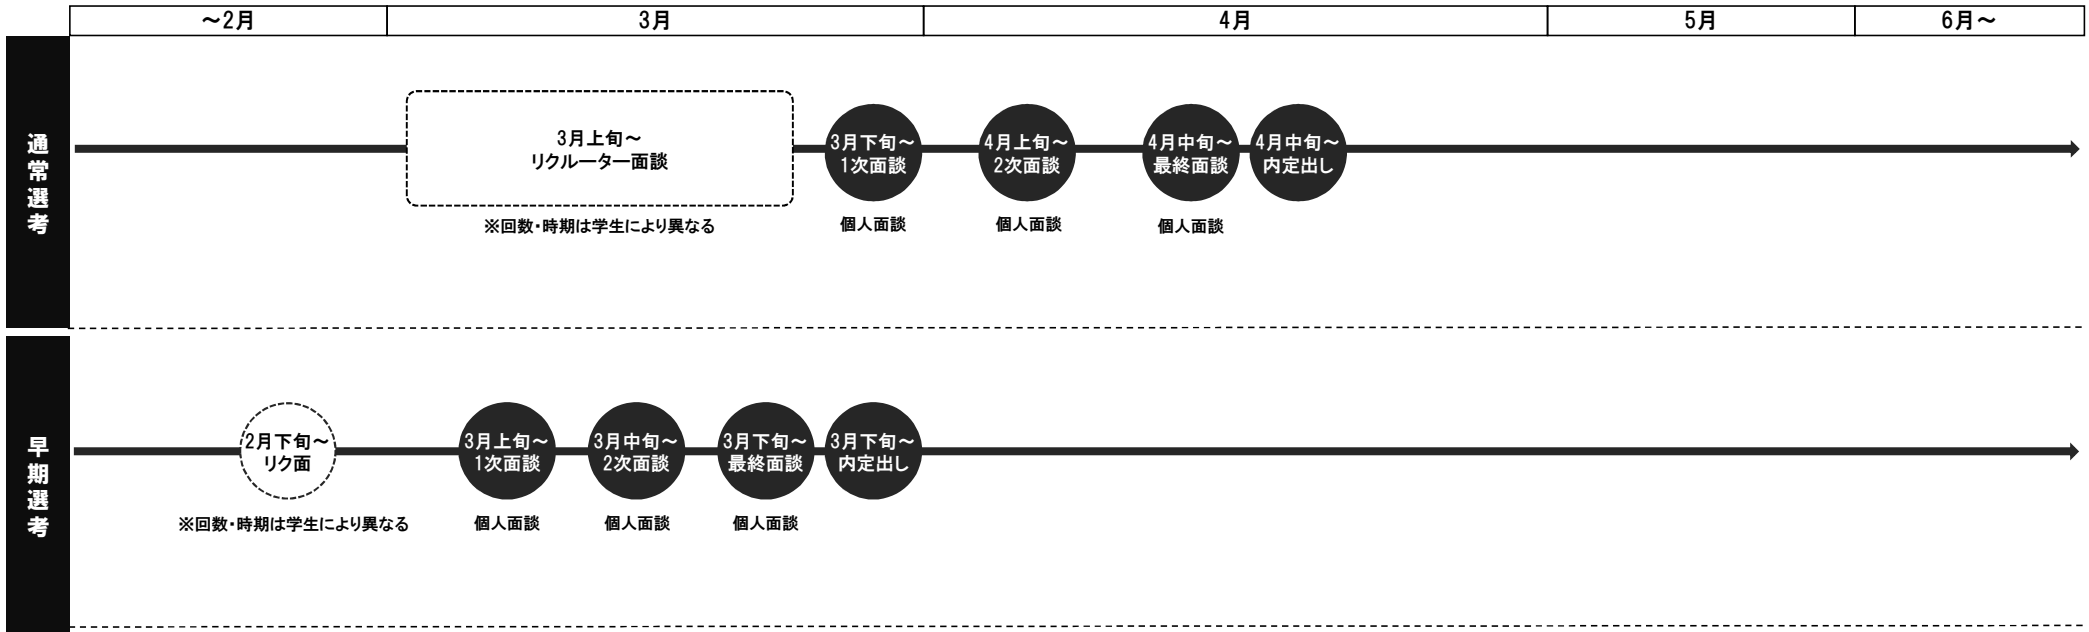 ～2月
3月
4月
5月
6月～
通常選考
3月上旬～
リクルーター面談
※回数・時期は学生により異なる
3月下旬～
1次面談
個人面談
4月上旬～
2次面談
個人面談
4月中旬～
最終面談
個人面談
4月中旬～
内定出し
早期選考
2月下旬～
リク面
※回数・時期は学生により異なる
3月上旬～
1次面談
個人面談
3月中旬～
2次面談
個人面談
3月下旬～
最終面談
個人面談
3月下旬～
内定出し